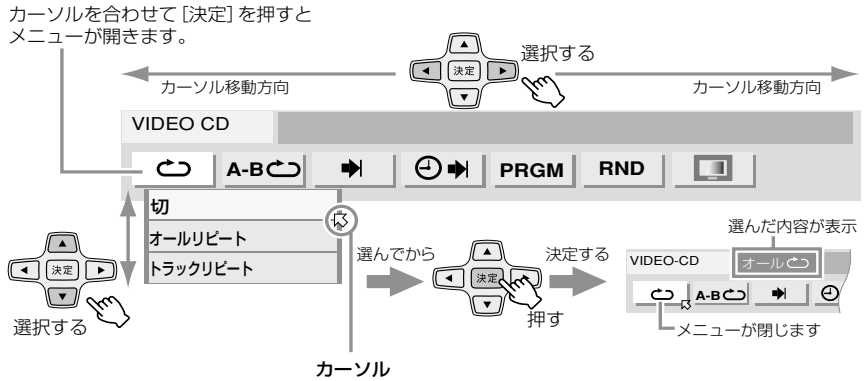 カーソルを合わせて［決定］を押すと
メニューが開きます。
決定
選択する
カーソル移動方向
カーソル移動方向
VIDEO CD
A-B
PRGM
RND
切
オールリピート
トラックリピート
決定
選択する
選んでから
決定
押す
決定する
選んだ内容が表示
VIDEO-CD
オール
A-B
メニューが閉じます
カーソル